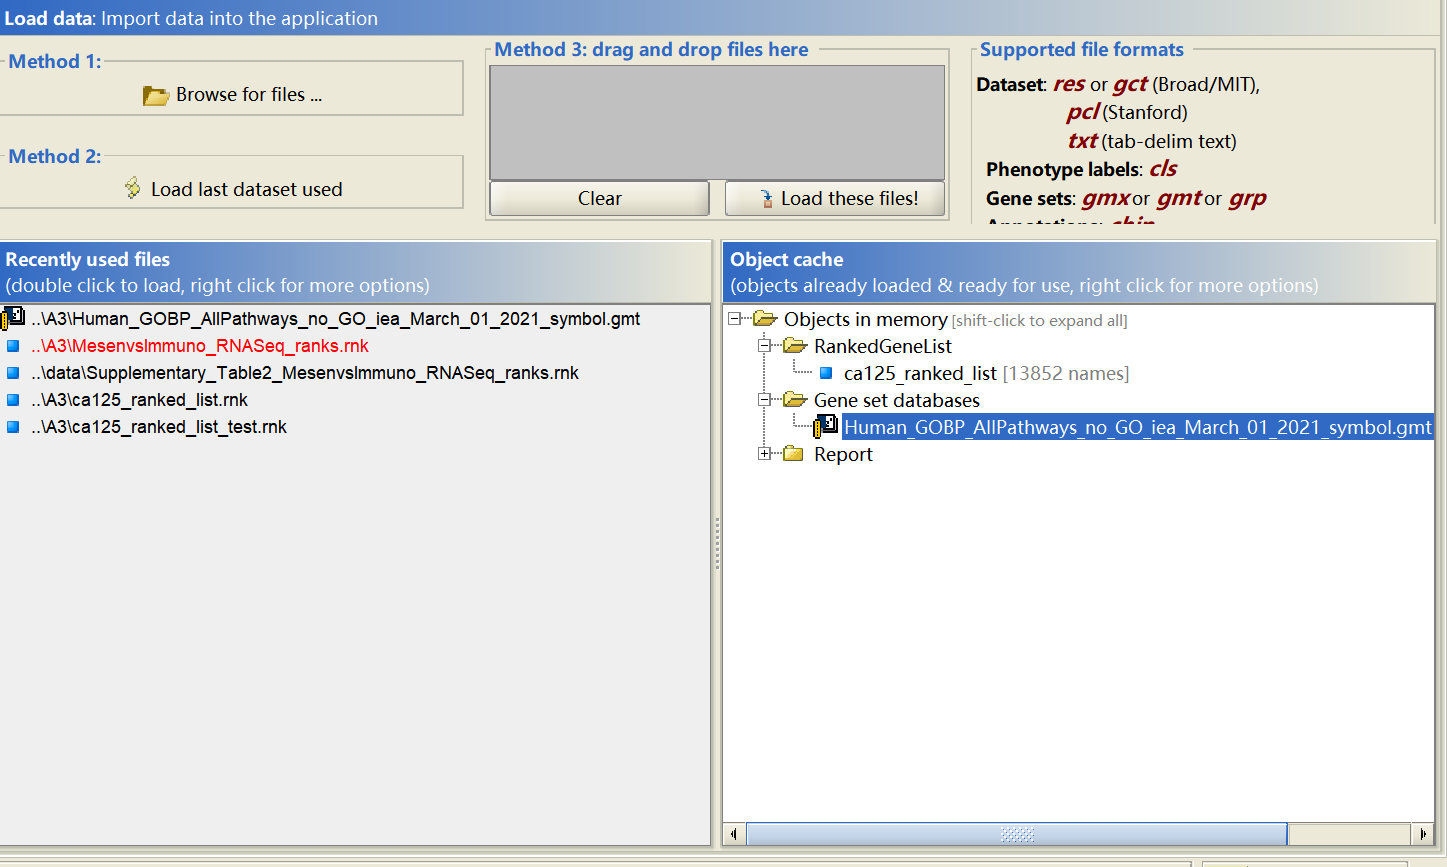 Load data: Import data into the application
Method 1:
Browse for files ...
Method 2:
Load last dataset used
Method 3: drag and drop files here
Clear
Load these files!
Supported file formats
Dataset: res or gct (Broad/MIT),
pcl (Stanford)
txt (tab-delim text)
Phenotype labels: cls
Gene sets: gmx or gmt or grp
Annotations: chip
Recently used files
(double click to load, right click for more options)
..\A3\Human_GOBP_AllPathways_no_GO_iea_March_01_2021_symbol.gmt
..\A3\MesenvsImmuno_RNASeq_ranks.rnk
..\data\Supplementary_Table2_MesenvsImmuno_RNASeq_ranks.rnk
..\A3\ca125_ranked_list.rnk
..\A3\ca125_ranked_list_test.rnk
Object cache
(objects already loaded & ready for use, right click for more options)
Objects in memory [shift-click to expand all]
RankedGeneList
ca125_ranked_list [13852 names]
Gene set databases
Human_GOBP_AllPathways_no_GO_iea_March_01_2021_symbol.gmt
Report